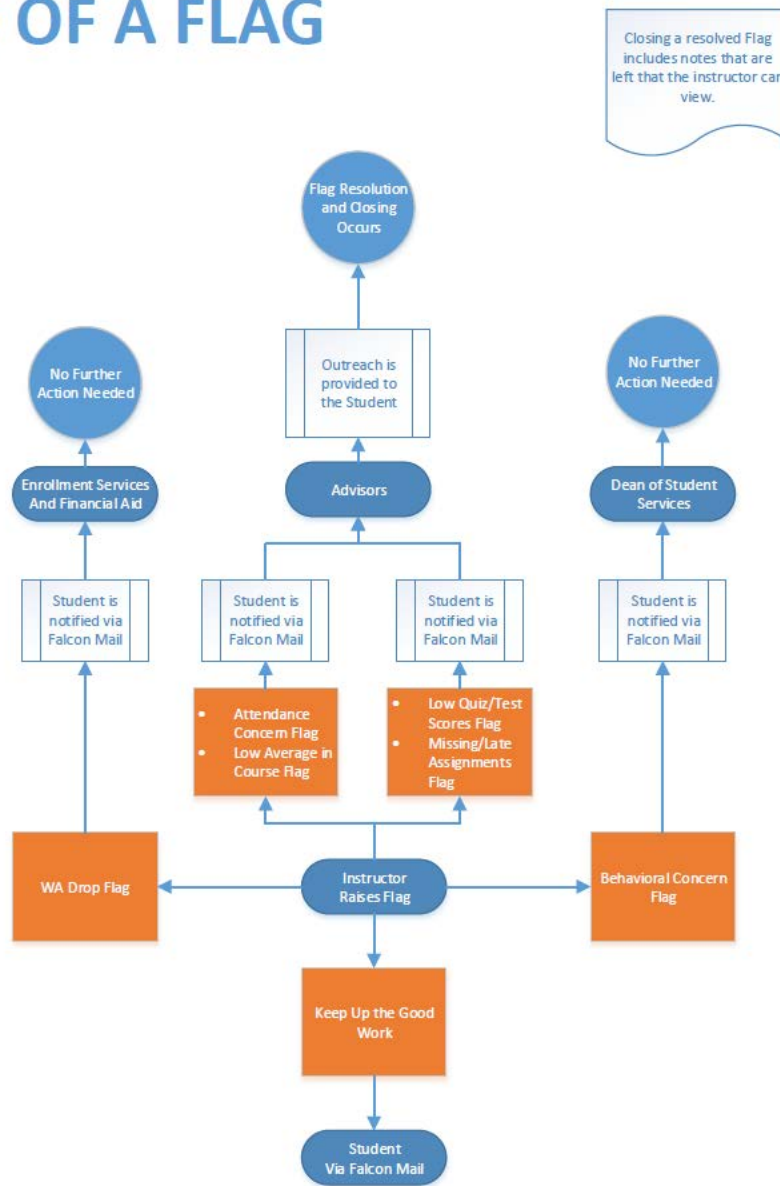 OF A FLAG
Closing a resolved Flag
includes notes that are
left that the instructor can
view.
Flag Resolution
and Closing
Occurs
No Further
Action Needed
Outreach is
provided to
the Student
No Further
Action Needed
Enrollment Services
And Financial Aid
Advisors
Dean of Student
Services
Student is
notified via
Falcon Mail
Student is
notified via
Falcon Mail
Student is
notified via
Falcon Mail
Student is
notified via
Falcon Mail
• Attendance
Concern Flag
• Low Average in
Course Flag
• Low Quiz/Test
Scores Flag
• Missing/Late
Assignments
Flag
WA Drop Flag
Instructor
Raises Flag
Behavioral Concern
Flag
Keep Up the Good
Work
Student
Via Falcon Mail